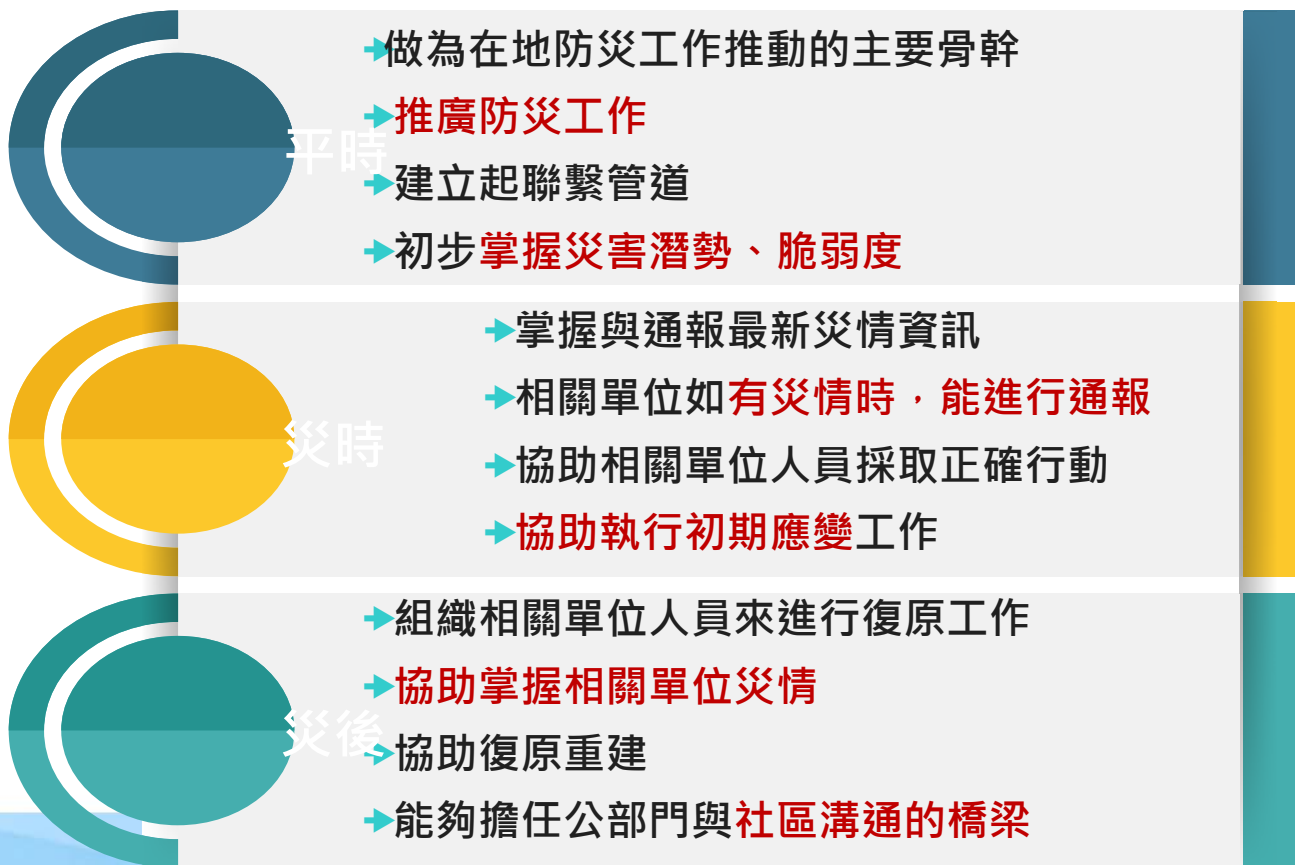 平時
做為在地防災工作推動的主要骨幹
推廣防災工作
建立起聯繫管道
初步掌握災害潛勢、脆弱度
災時
掌握與通報最新災情資訊
相關單位如有災情時，能進行通報
協助相關單位人員採取正確行動
協助執行初期應變工作
災後
組織相關單位人員來進行復原工作
協助掌握相關單位災情
協助復原重建
能夠擔任公部門與社區溝通的橋梁